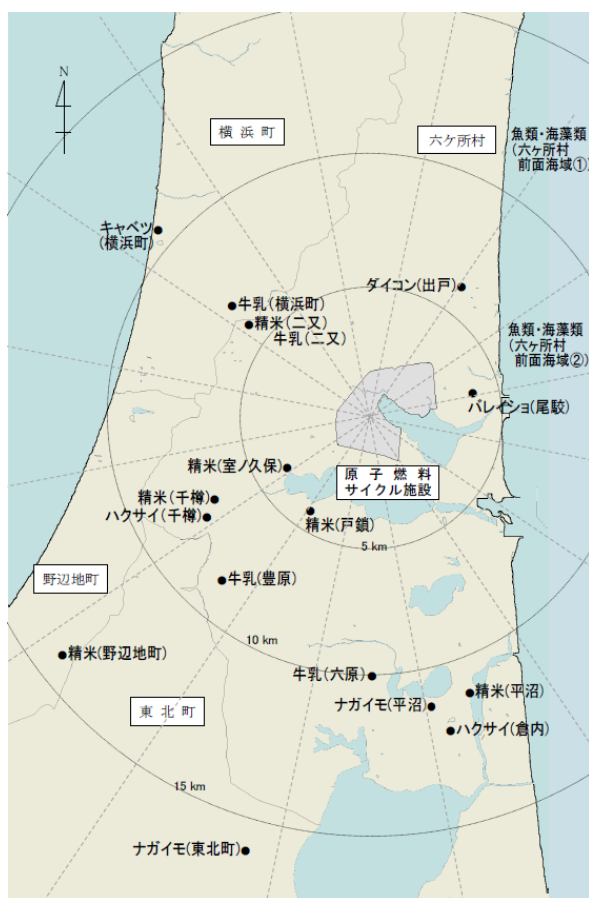 N
横浜町
六ケ所村
魚類・海藻類
(六ヶ所村
前面海域①)
キャベツ
(横浜町)
ダイコン(出戸)
牛乳(横浜町)
精米(二又)
牛乳(二又)
魚類・海藻類
(六ヶ所村
前面海域②)
バレイショ(尾駮)
精米(室ノ久保)
原子燃料
サイクル施設
精米(千樽)
ハクサイ(千樽)
精米(戸鎖)
5 km
野辺地町
牛乳(豊原)
10 km
精米(野辺地町)
牛乳(六原)
精米(平沼)
ナガイモ(平沼)
東北町
ハクサイ(倉内)
15 km
ナガイモ(東北町)